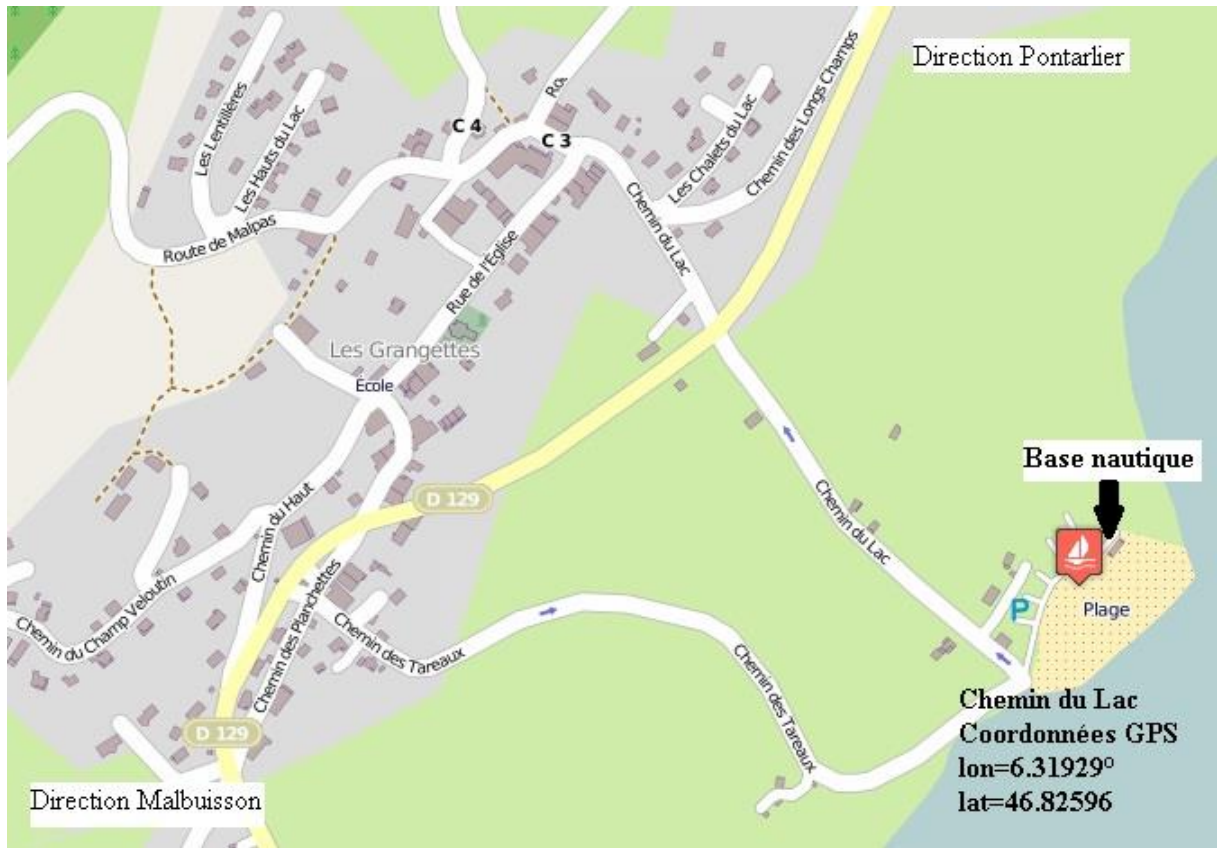 Direction Pontarlier
Les Lentillères
Les Hauts du Lac
C 4
Rou
C 3
Les Chalets du Lac
Chemin des Longs Champs
Route de Malpas
Chemin du Lac
Rue de l'Église
Les Grangettes
École
Base nautique
D 129
Chemin du Haut
Chemin du Lac
Chemin du Champ Veloutin
Chemin des Planchettes
Chemin des Tareaux
P
Plage
Chemin des Tareaux
D 129
Chemin du Lac
Coordonnées GPS
lon=6.31929°
lat=46.82596
Direction Malbuisson